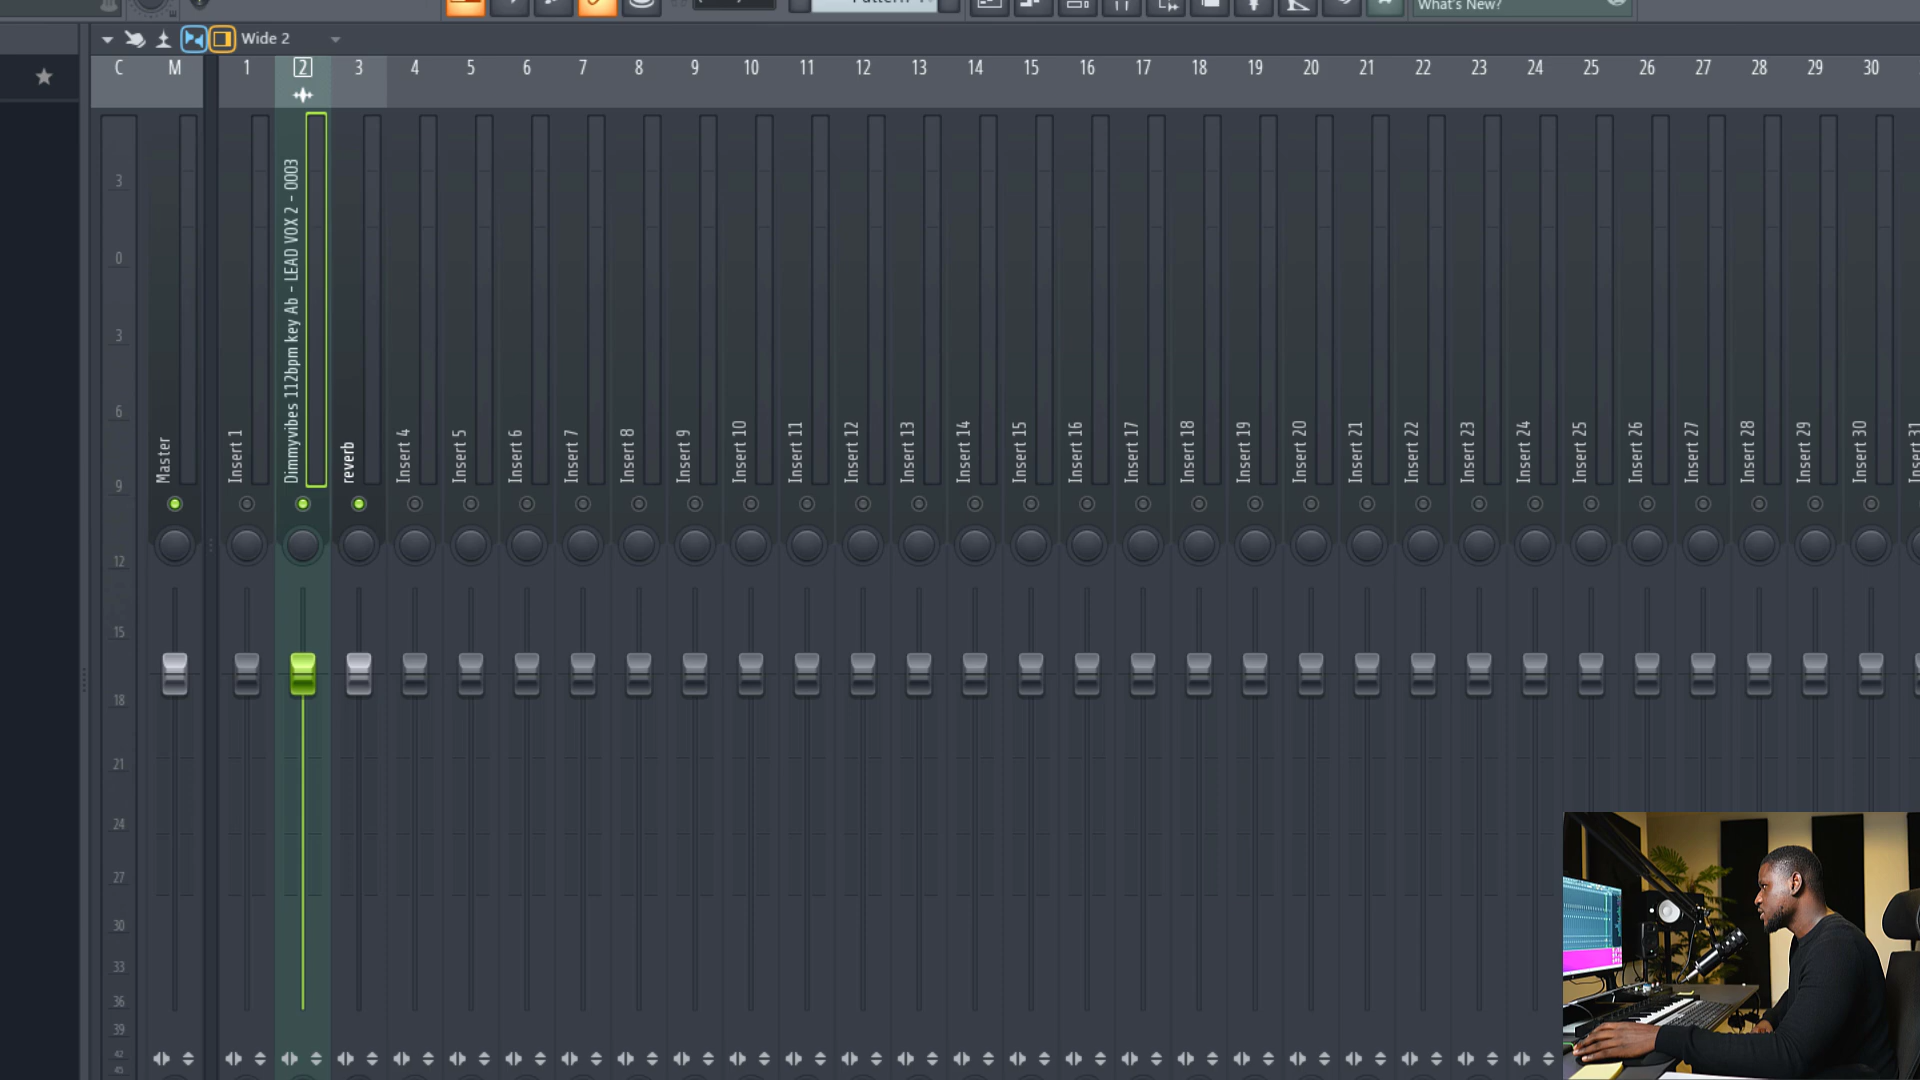 What's New?
Wide 2
C M 1 2 3 4 5 6 7 8 9 10 11 12 13 14 15 16 17 18 19 20 21 22 23 24 25 26 27 28 29 30
3
0
3
6
9
12
15
18
21
24
27
30
33
36
39
42
45
Master
Insert 1
Dimmyvibes 112bpm key Ab - LEAD VOX 2 - 0003
reverb
Insert 4
Insert 5
Insert 6
Insert 7
Insert 8
Insert 9
Insert 10
Insert 11
Insert 12
Insert 13
Insert 14
Insert 15
Insert 16
Insert 17
Insert 18
Insert 19
Insert 20
Insert 21
Insert 22
Insert 23
Insert 24
Insert 25
Insert 26
Insert 27
Insert 28
Insert 29
Insert 30